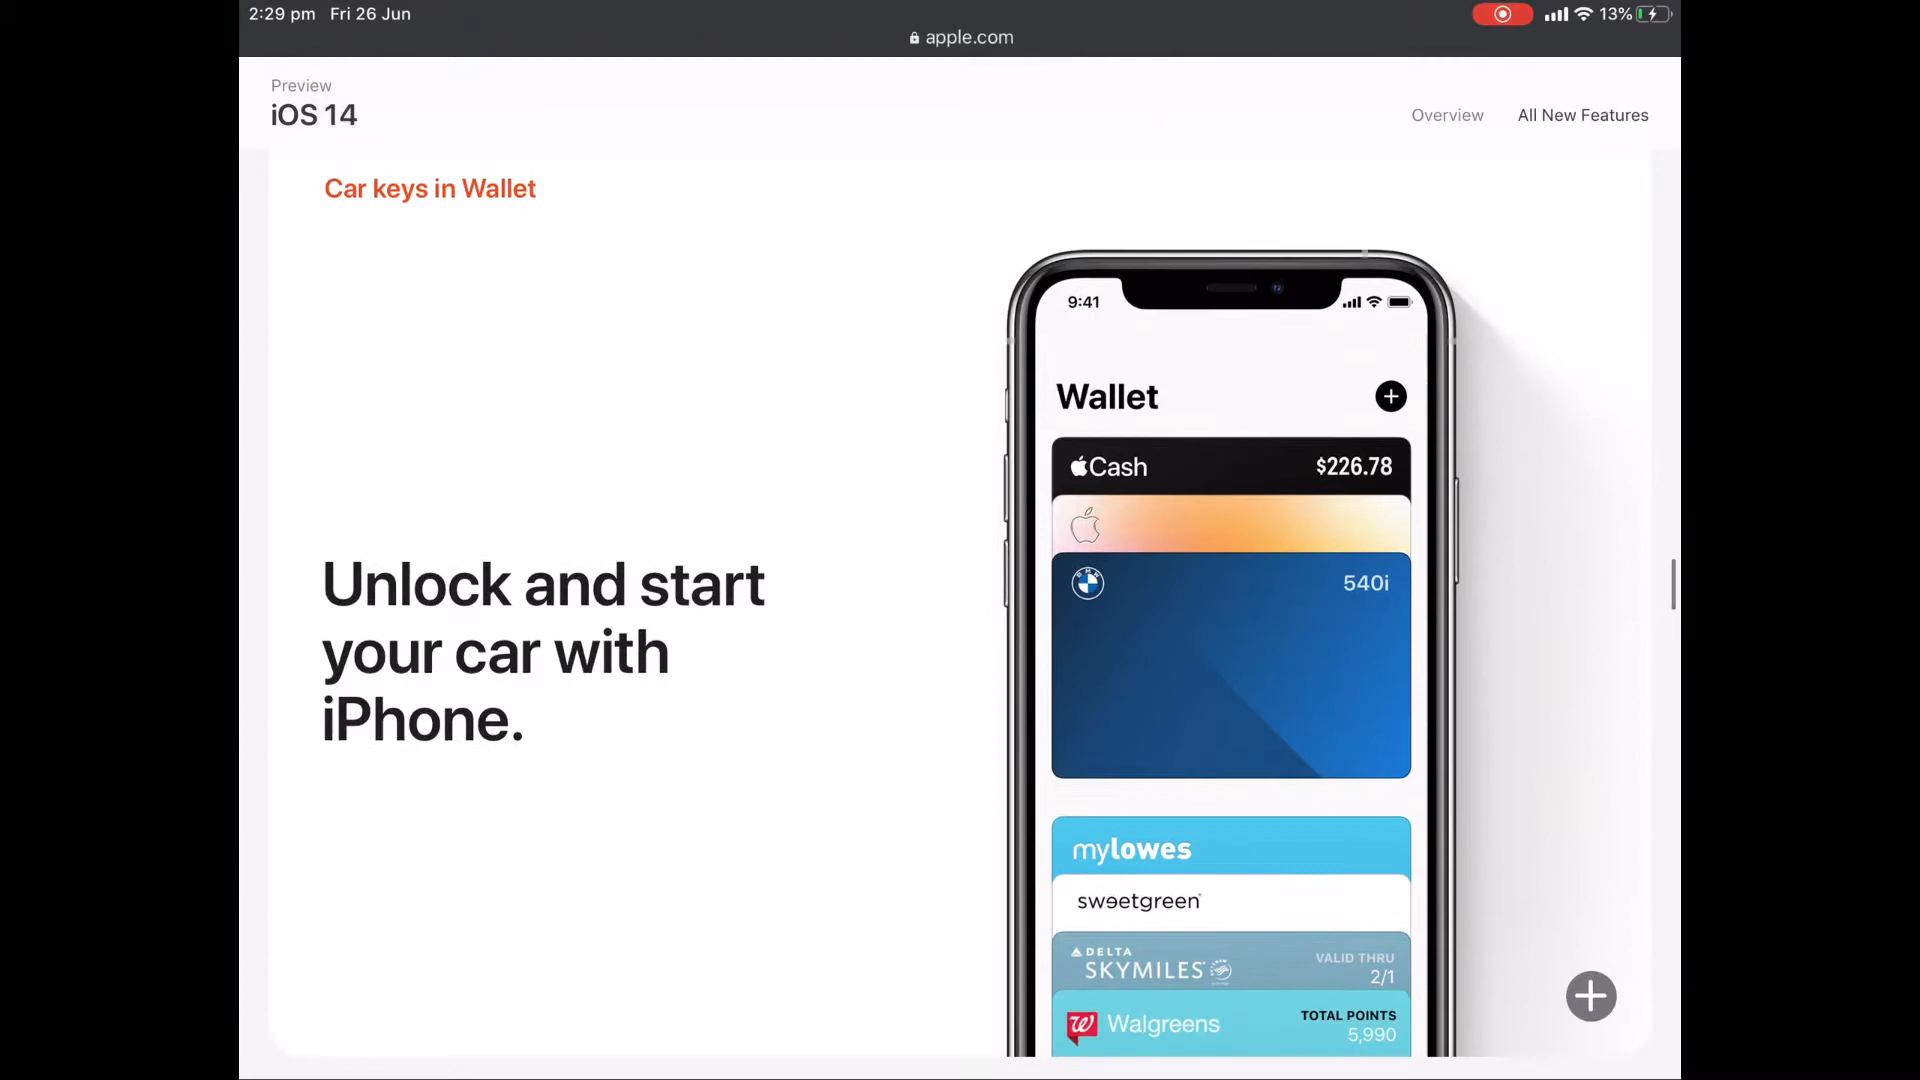 2:29 pm Fri 26 Jun
13%
apple.com
Preview
iOS 14
Overview All New Features
Car keys in Wallet
Unlock and start
your car with
iPhone.
9:41
Wallet
Cash $226.78
BMW
540i
mylowes
sweetgreen
DELTA
SKYMILES
VALID THRU
2/1
Walgreens
TOTAL POINTS
5,990